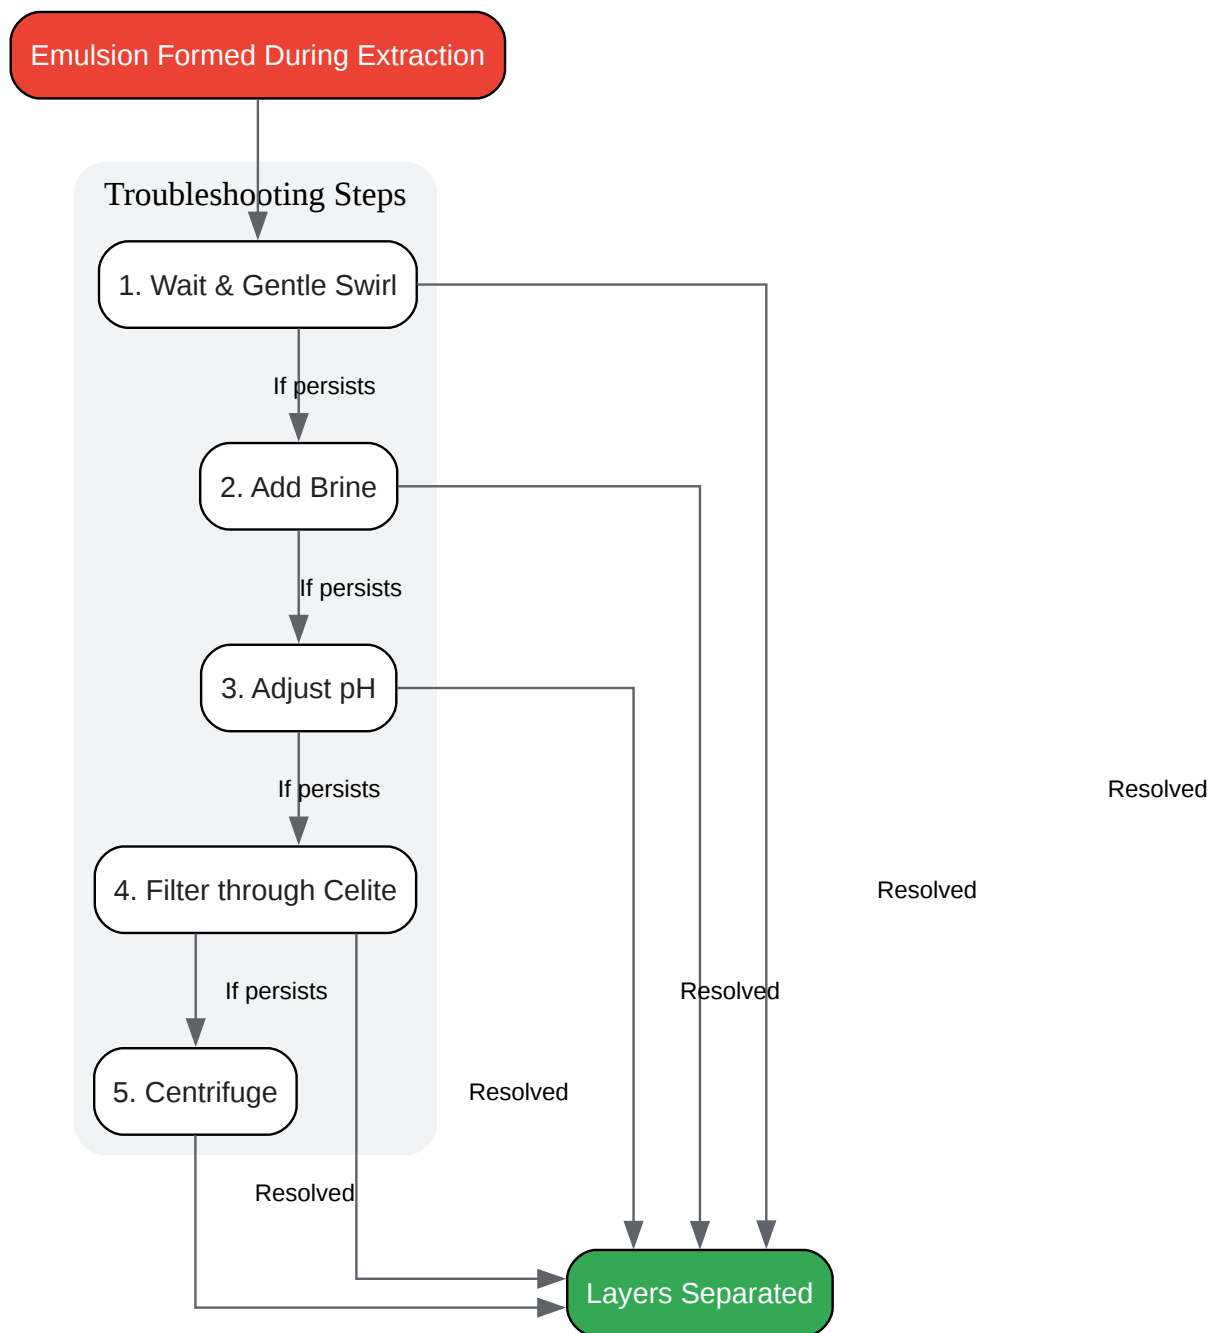 Emulsion Formed During Extraction
Troubleshooting Steps
1. Wait & Gentle Swirl
If persists
2. Add Brine
If persists
3. Adjust pH
If persists
Resolved
4. Filter through Celite
Resolved
If persists
Resolved
5. Centrifuge
Resolved
Resolved
Layers Separated